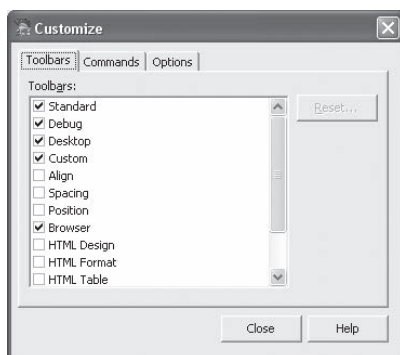 Customize
Toolbars Commands Options
Toolbars:
Standard
Debug
Desktop
Custom
Align
Spacing
Position
Browser
HTML Design
HTML Format
HTML Table
Reset...
Close Help